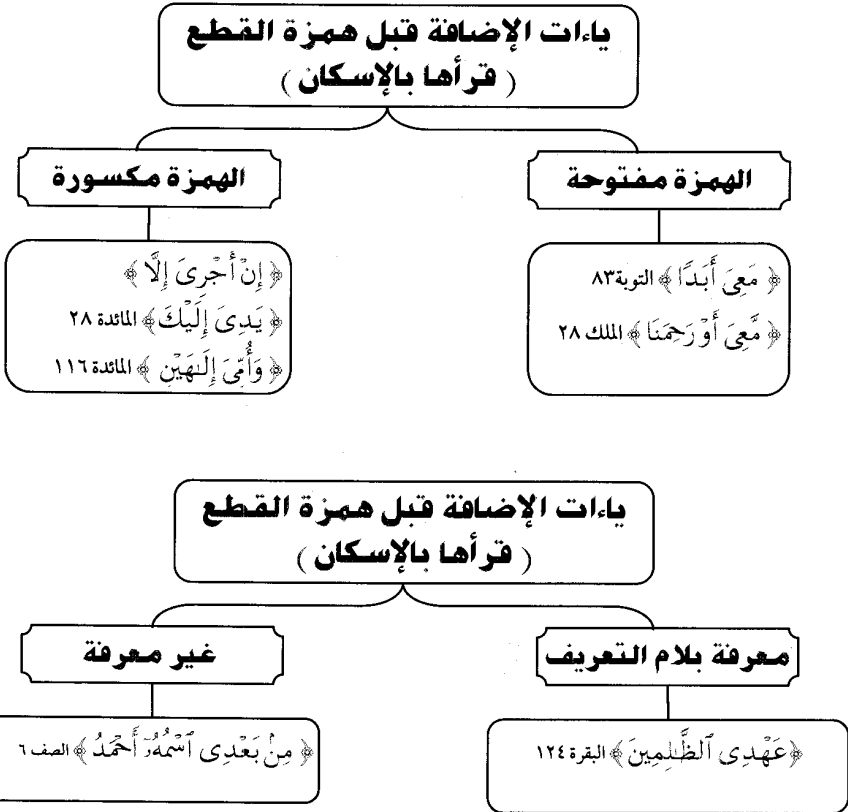 ياءات الإضافة قبل همزة القطع
( قرأها بالإسكان )
الهمزة مفتوحة
﴿ مَعِىَ أَبَدًا ﴾ التوبة ٨٣
﴿ مَّعِىَ أَوْ رَحِمَنَا ﴾ الملك ٢٨
الهمزة مكسورة
﴿ إِنْ أَجْرِىَ إِلَّا ﴾
﴿ يَدِىَ إِلَيْكَ ﴾ المائدة ٢٨
﴿ وَأُمِّىَ إِلَـٰهَيْنِ ﴾ المائدة ١١٦
ياءات الإضافة قبل همزة القطع
( قرأها بالإسكان )
معرفة بلام التعريف
﴿ عَهْدِى ٱلظَّـٰلِمِينَ ﴾ البقرة ١٢٤
غير معرفة
﴿ مِنۢ بَعْدِى ٱسْمُهُۥٓ أَحْمَدُ ﴾ الصف ٦